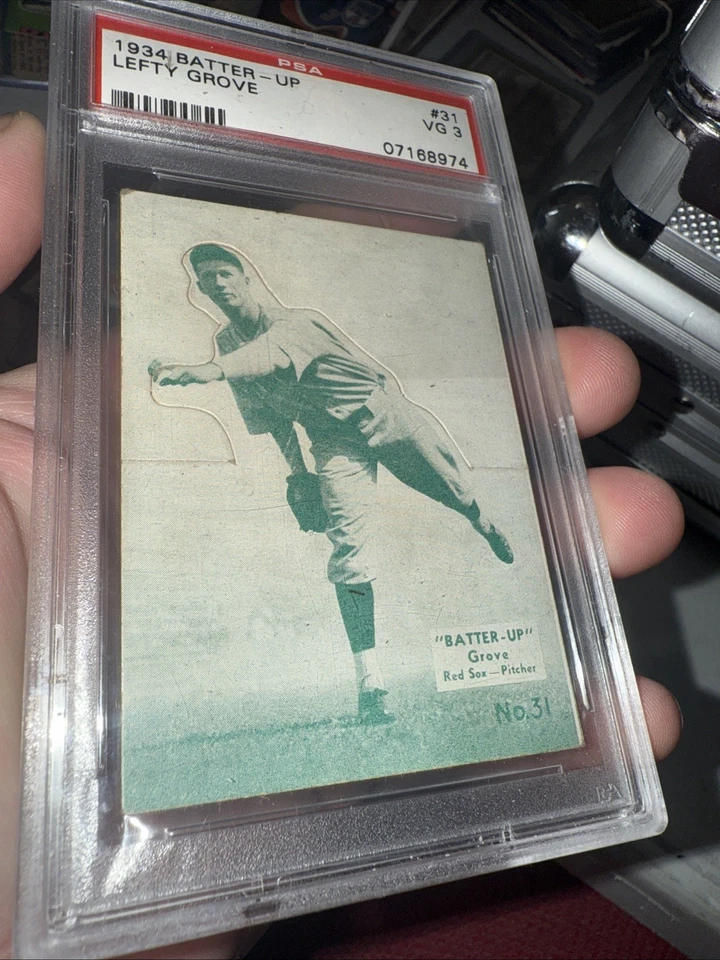 PSA
1934 BATTER-UP
LEFTY GROVE
#31
VG 3
07168974
"BATTER-UP"
Grove
Red Sox — Pitcher
No. 31